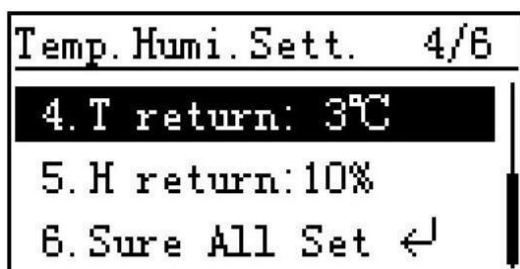 Temp.Humi.Sett. 4/6
4.T return: 3℃
5.H return:10%
6.Sure All Set ↵